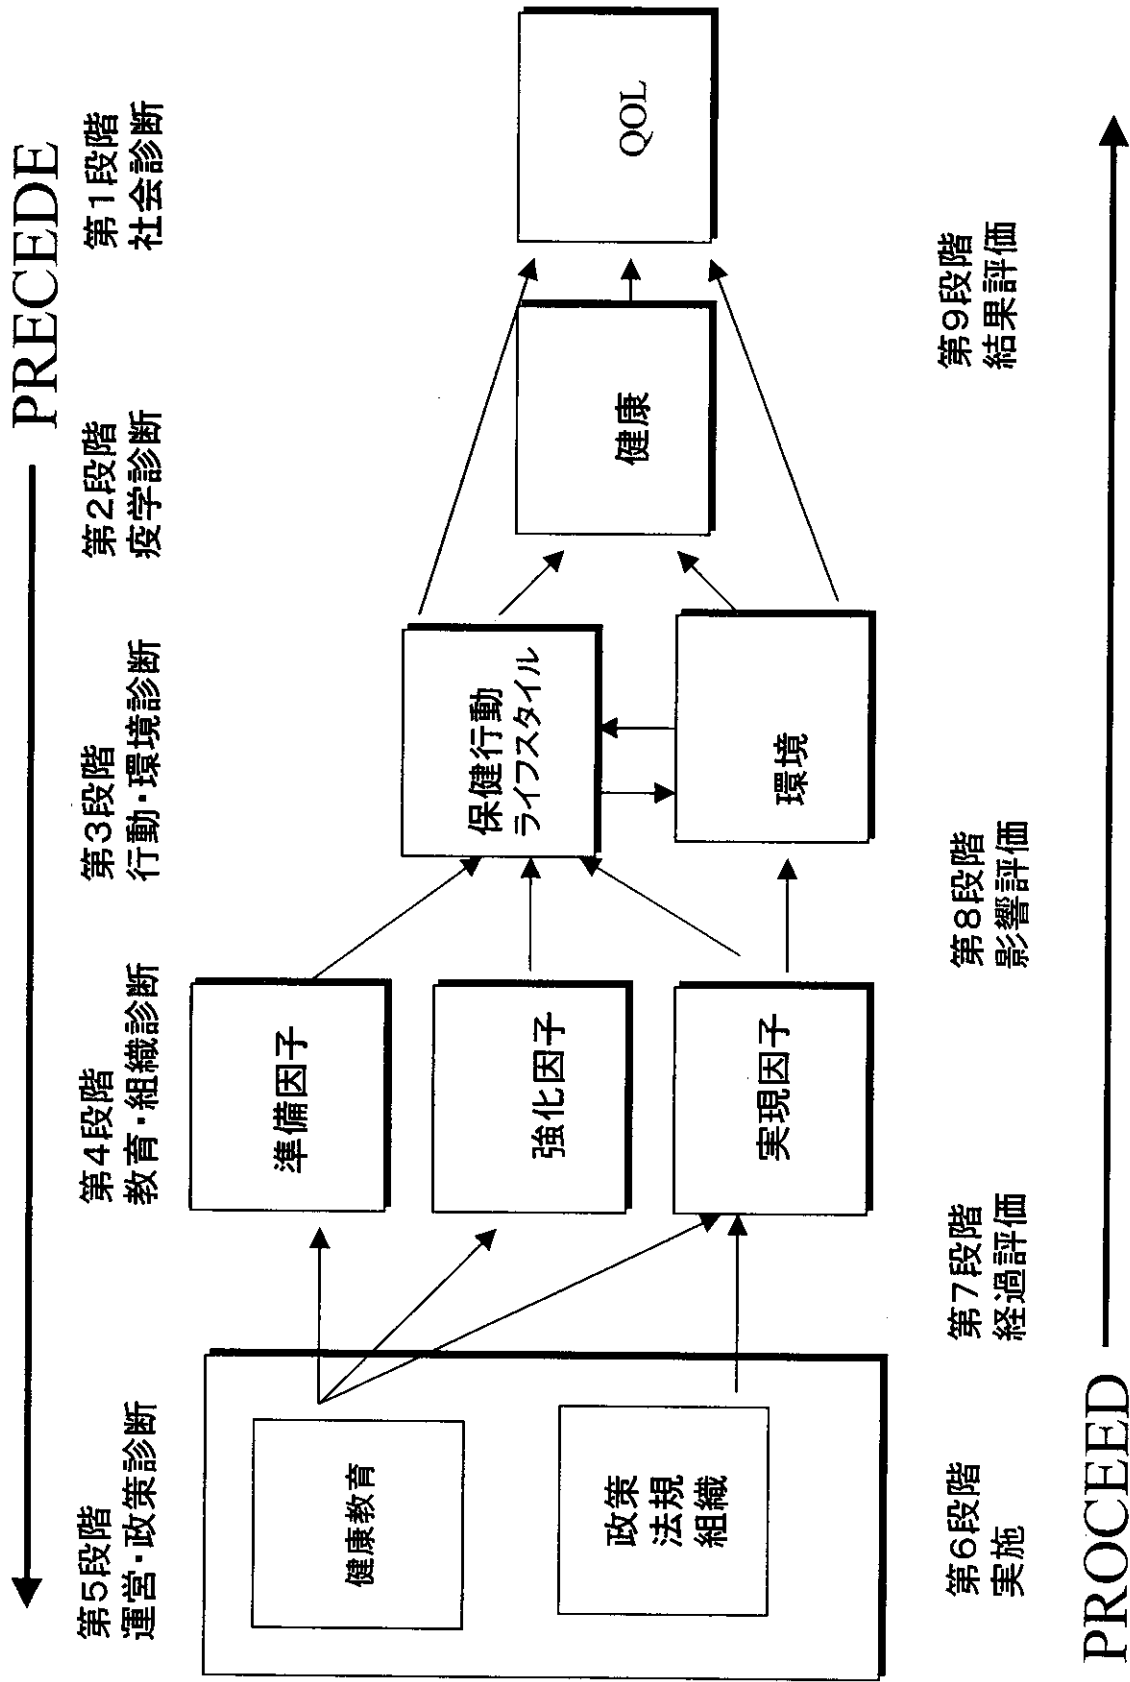 PRECEDE
第5段階
運営・政策診断
第4段階
教育・組織診断
第3段階
行動・環境診断
第2段階
疫学診断
第1段階
社会診断
健康教育
政策
法規
組織
準備因子
強化因子
実現因子
保健行動
ライフスタイル
環境
健康
QOL
第6段階
実施
第7段階
経過評価
第8段階
影響評価
第9段階
結果評価
PROCEED